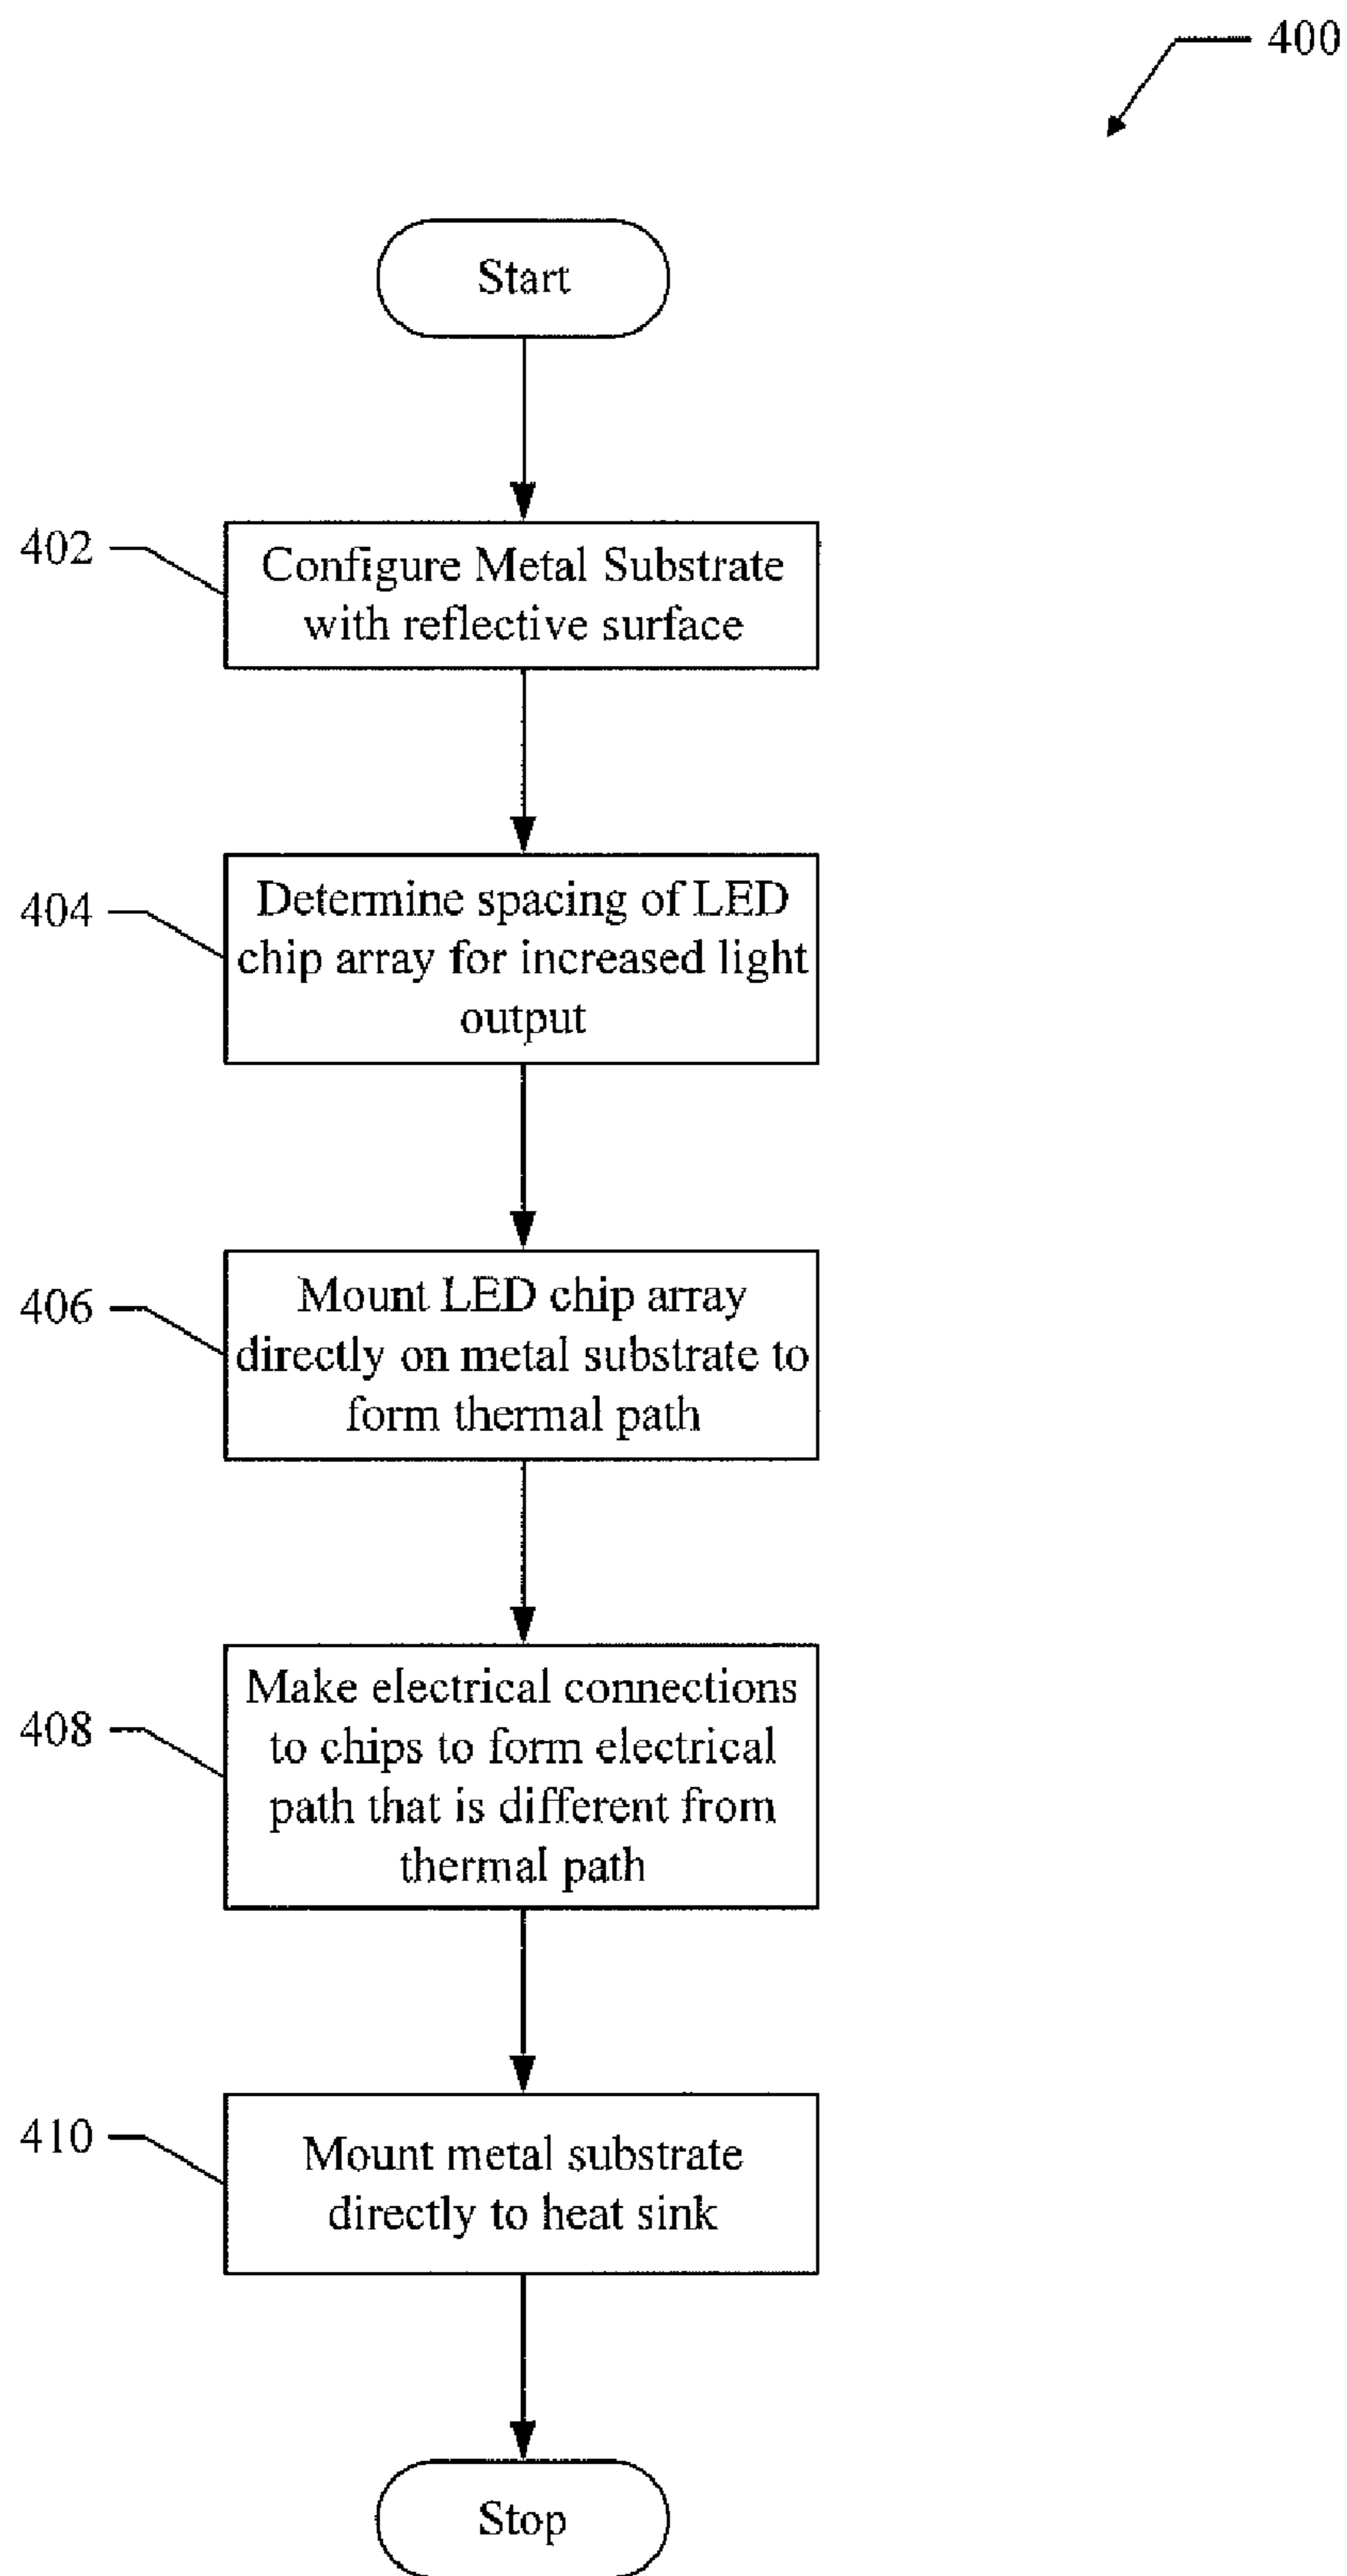 400
Start
402
Configure Metal Substrate
with reflective surface
404
Determine spacing of LED
chip array for increased light
output
406
Mount LED chip array
directly on metal substrate to
form thermal path
408
Make electrical connections
to chips to form electrical
path that is different from
thermal path
410
Mount metal substrate
directly to heat sink
Stop